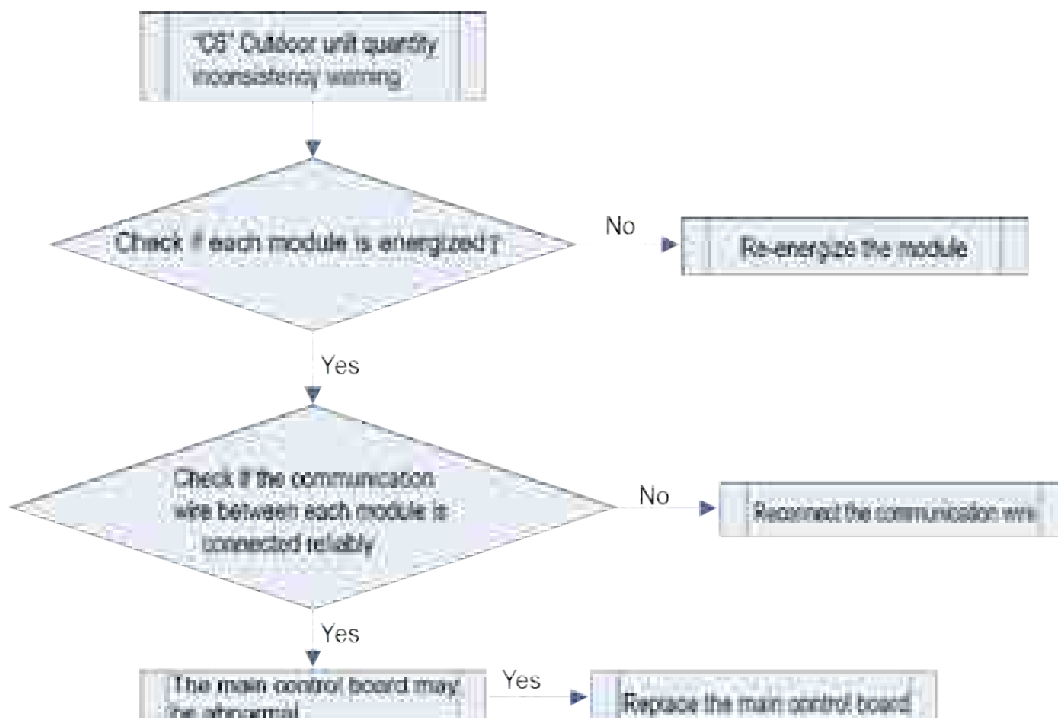 Outdoor unit quantity
inconsistency warning
Check if each module is energized?
No
Re-energize the module
Yes
Check if the communication
wire between each module is
connected reliably
No
Reconnect the communication wire
Yes
The main control board may
be abnormal
Yes
Replace the main control board